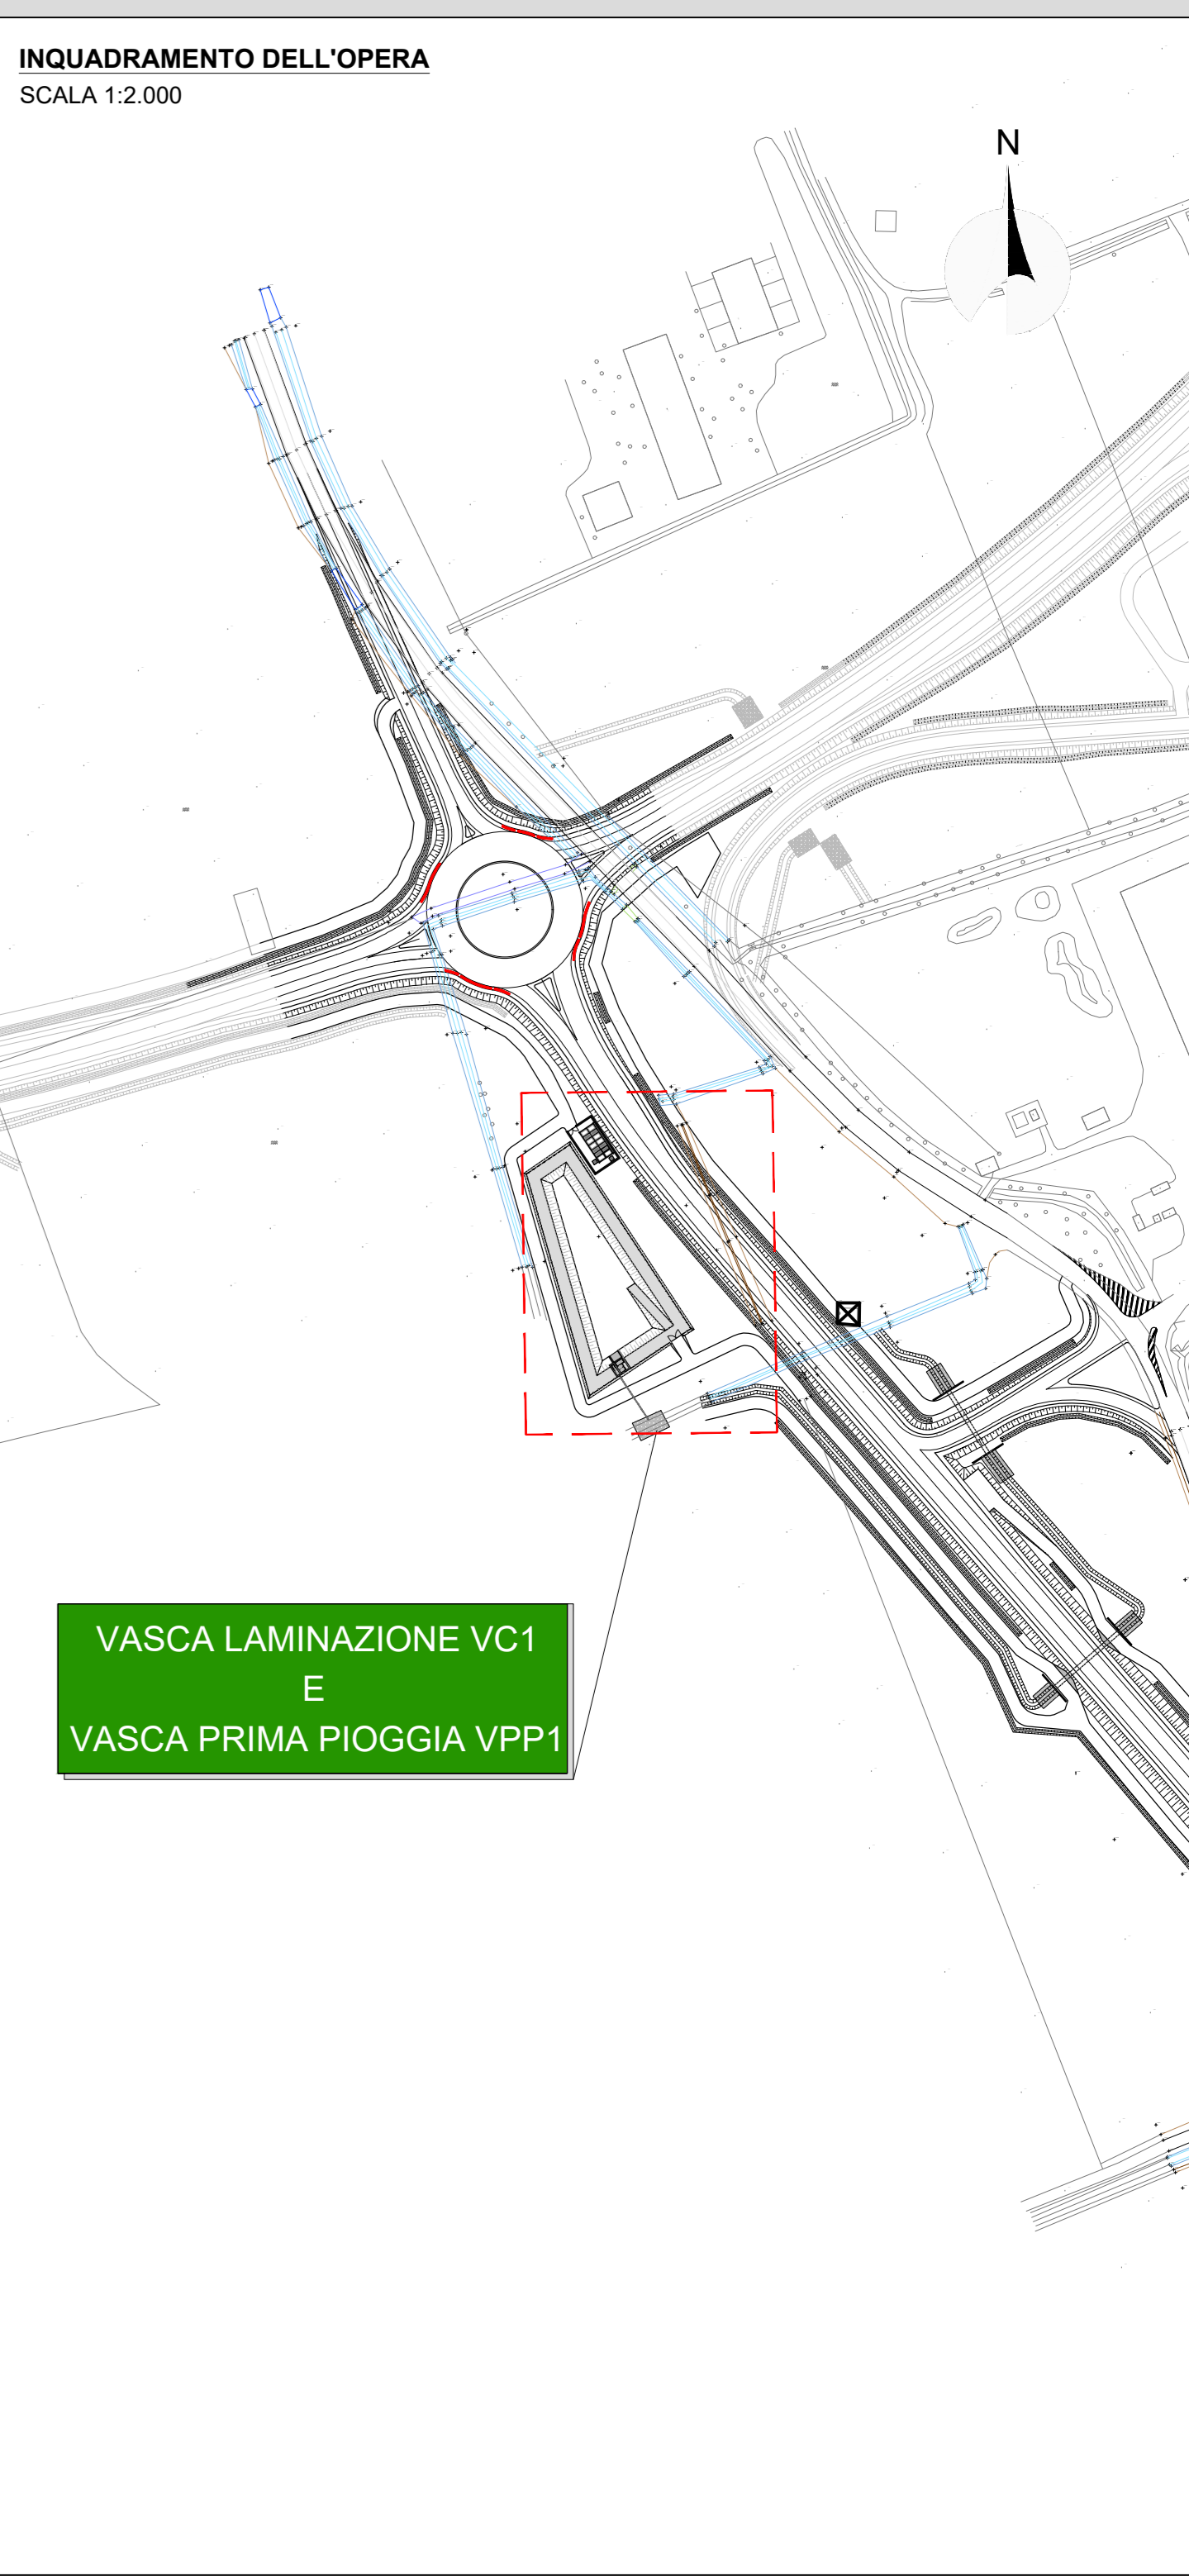 INQUADRAMENTO DELL'OPERA
SCALA 1:2.000
N
VASCA LAMINAZIONE VC1
E
VASCA PRIMA PIOGGIA VPP1